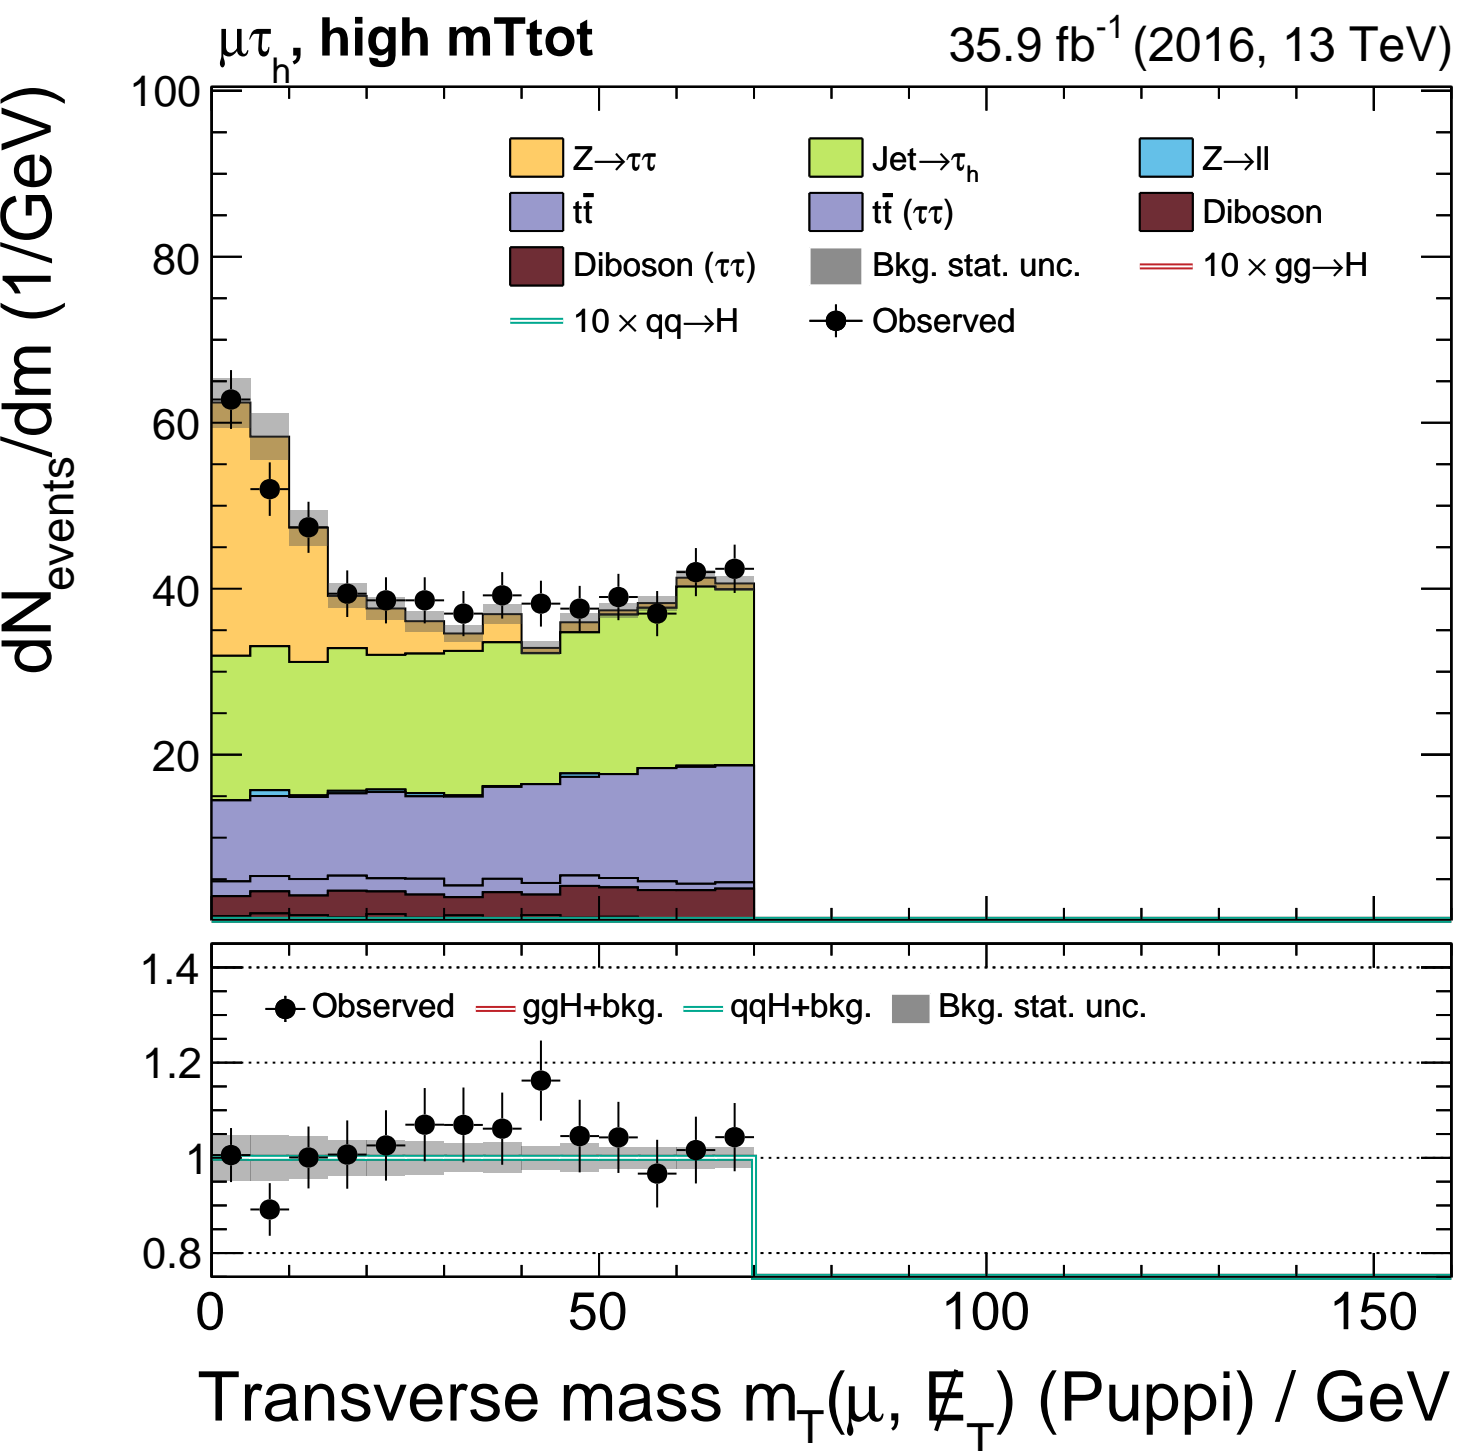 μτh, high mTtot 35.9 fb-1 (2016, 13 TeV)
dNevents/dm (1/GeV)
100
80
60
40
20
Z→ττ Jet→τh Z→ll
tt̄ tt̄ (ττ) Diboson
Diboson (ττ) Bkg. stat. unc. 10 × gg→H
10 × qq→H Observed
1.4
1.2
1
0.8
Observed ggH+bkg. qqH+bkg. Bkg. stat. unc.
0 50 100 150
Transverse mass mT(μ, E̸T) (Puppi) / GeV